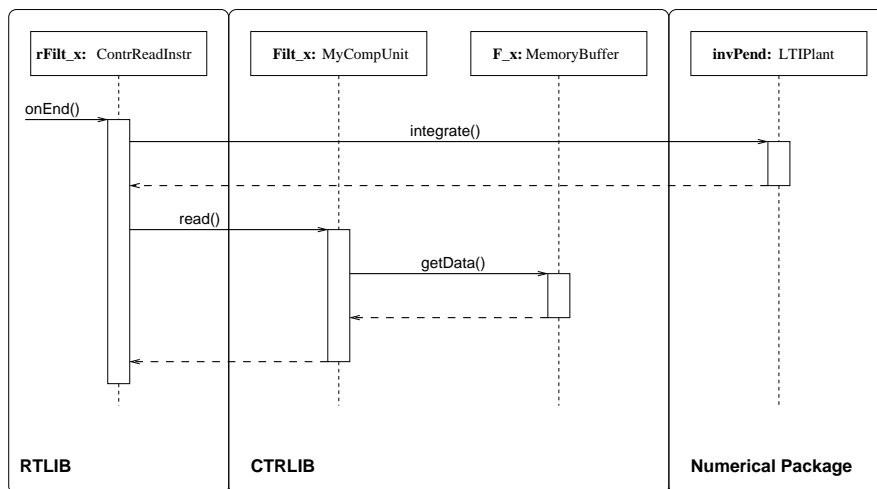 rFilt_x: ContrReadInstr
Filt_x: MyCompUnit
F_x: MemoryBuffer
invPend: LTIPlant
onEnd()
integrate()
read()
getData()
RTLIB
CTRLIB
Numerical Package